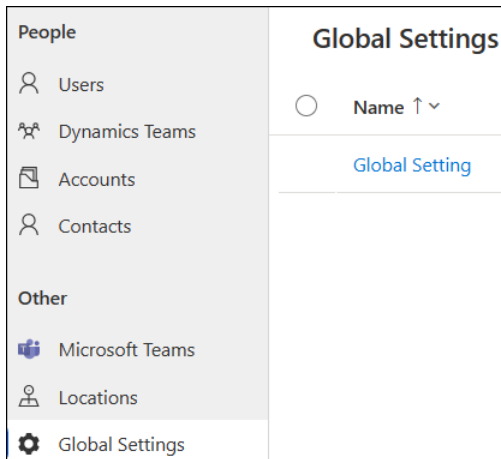 People
Users
Dynamics Teams
Accounts
Contacts
Other
Microsoft Teams
Locations
Global Settings
Global Settings
Name ↑
Global Setting